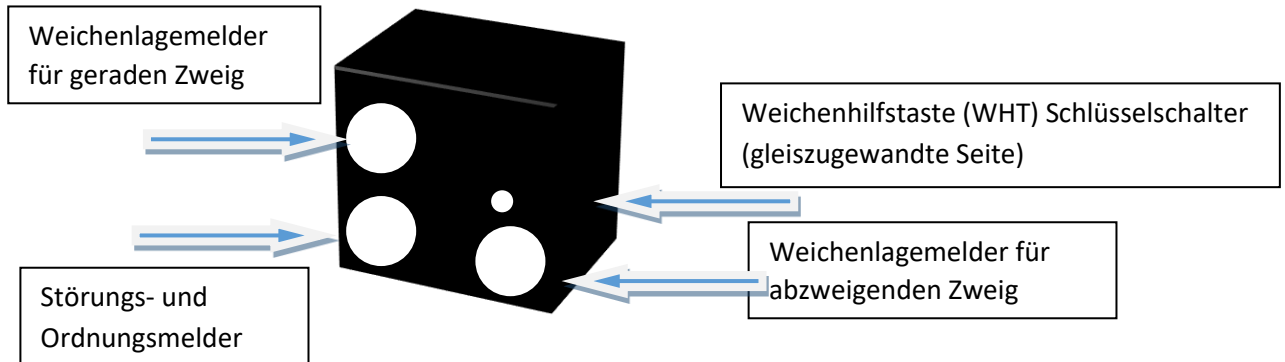 Weichenlagemelder
für geraden Zweig
Weichenhilfstaste (WHT) Schlüsselschalter
(gleiszugewandte Seite)
Weichenlagemelder für
abzweigenden Zweig
Störungs- und
Ordnungsmelder